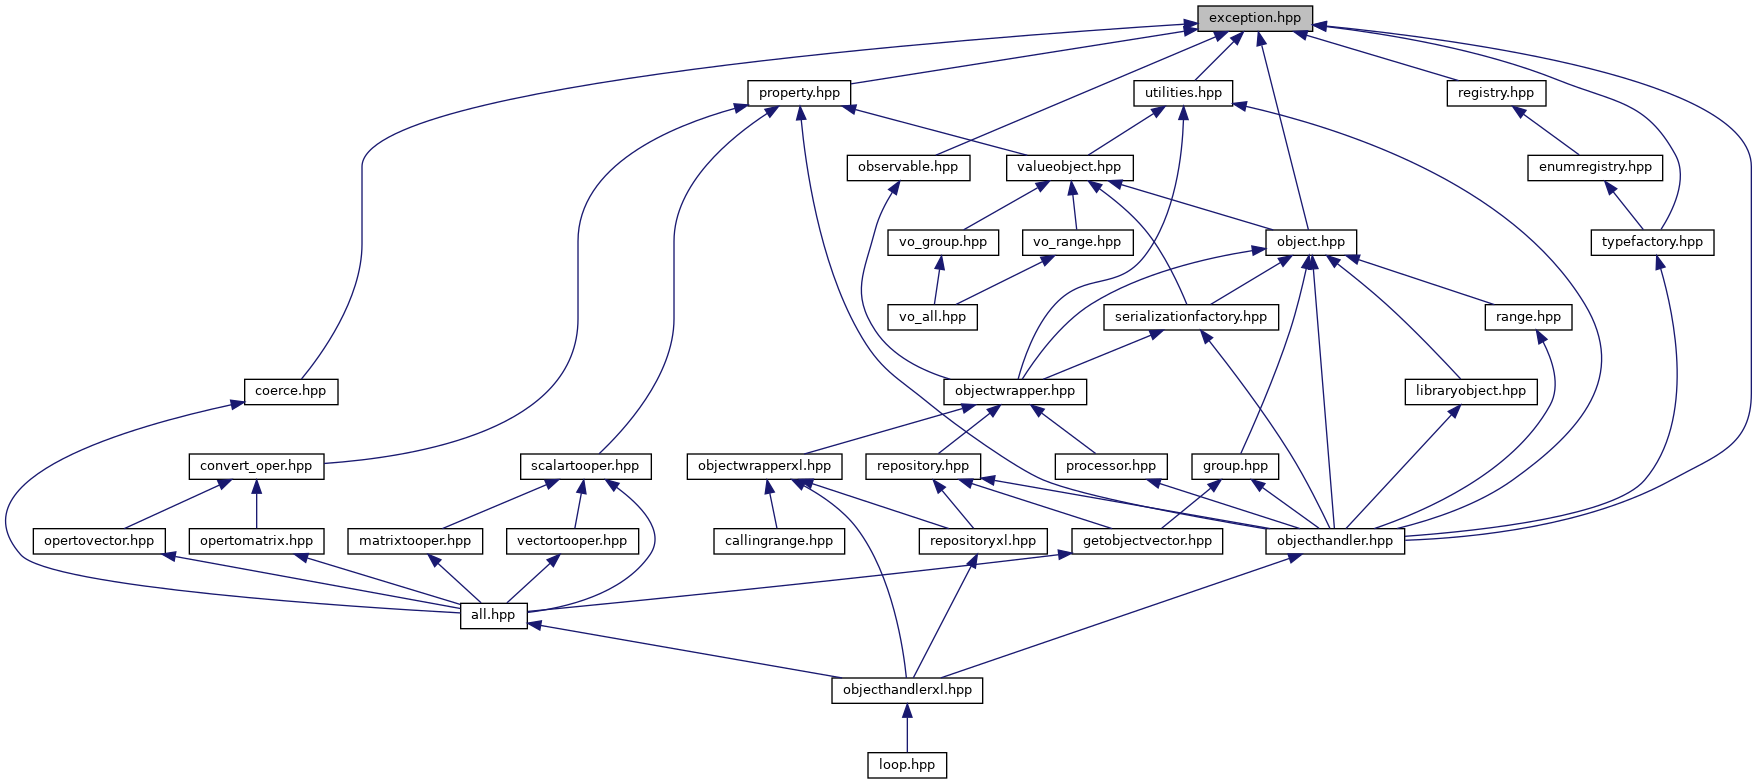 exception.hpp
property.hpp
utilities.hpp
registry.hpp
observable.hpp
valueobject.hpp
enumregistry.hpp
vo_group.hpp
vo_range.hpp
object.hpp
typefactory.hpp
vo_all.hpp
serializationfactory.hpp
range.hpp
coerce.hpp
objectwrapper.hpp
libraryobject.hpp
convert_oper.hpp
scalartooper.hpp
objectwrapperxl.hpp
repository.hpp
processor.hpp
group.hpp
opertovector.hpp
opertomatrix.hpp
matrixtooper.hpp
vectortooper.hpp
callingrange.hpp
repositoryxl.hpp
getobjectvector.hpp
objecthandler.hpp
all.hpp
objecthandlerxl.hpp
loop.hpp